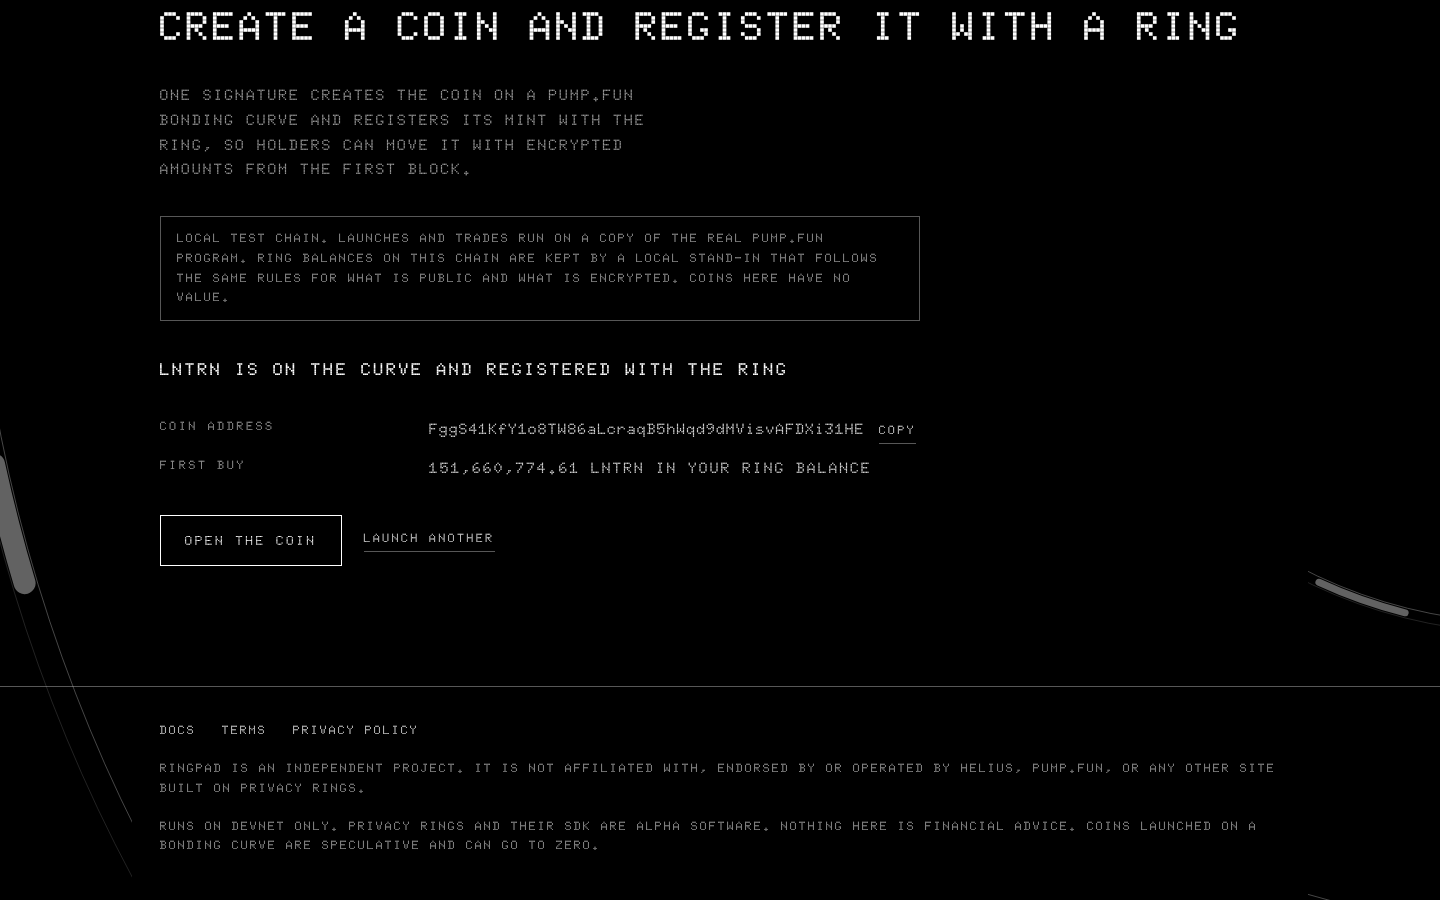 CREATE A COIN AND REGISTER IT WITH A RING
ONE SIGNATURE CREATES THE COIN ON A PUMP.FUN
BONDING CURVE AND REGISTERS ITS MINT WITH THE
RING, SO HOLDERS CAN MOVE IT WITH ENCRYPTED
AMOUNTS FROM THE FIRST BLOCK.
LOCAL TEST CHAIN. LAUNCHES AND TRADES RUN ON A COPY OF THE REAL PUMP.FUN
PROGRAM. RING BALANCES ON THIS CHAIN ARE KEPT BY A LOCAL STAND-IN THAT FOLLOWS
THE SAME RULES FOR WHAT IS PUBLIC AND WHAT IS ENCRYPTED. COINS HERE HAVE NO
VALUE.
LNTRN IS ON THE CURVE AND REGISTERED WITH THE RING
COIN ADDRESS FggS41KfY1o8TW86aLcraqB5hWqd9dMVisvAFDXi31HE COPY
FIRST BUY 151,660,774.61 LNTRN IN YOUR RING BALANCE
OPEN THE COIN LAUNCH ANOTHER
DOCS TERMS PRIVACY POLICY
RINGPAD IS AN INDEPENDENT PROJECT. IT IS NOT AFFILIATED WITH, ENDORSED BY OR OPERATED BY HELIUS, PUMP.FUN, OR ANY OTHER SITE
BUILT ON PRIVACY RINGS.
RUNS ON DEVNET ONLY. PRIVACY RINGS AND THEIR SDK ARE ALPHA SOFTWARE. NOTHING HERE IS FINANCIAL ADVICE. COINS LAUNCHED ON A
BONDING CURVE ARE SPECULATIVE AND CAN GO TO ZERO.